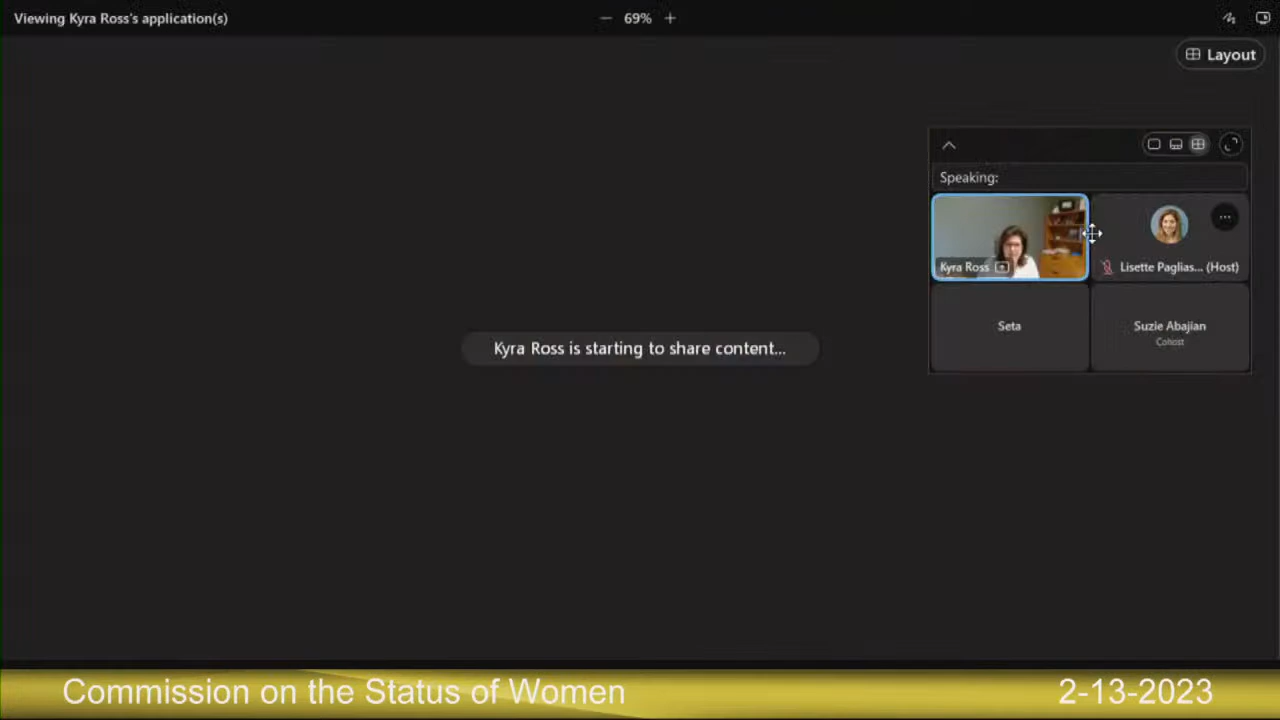 Viewing Kyra Ross's application(s)
69%
Layout
Speaking:
Kyra Ross
Lisette Paglias... (Host)
Seta
Suzie Abajian
Cohost
Kyra Ross is starting to share content...
Commission on the Status of Women
2-13-2023